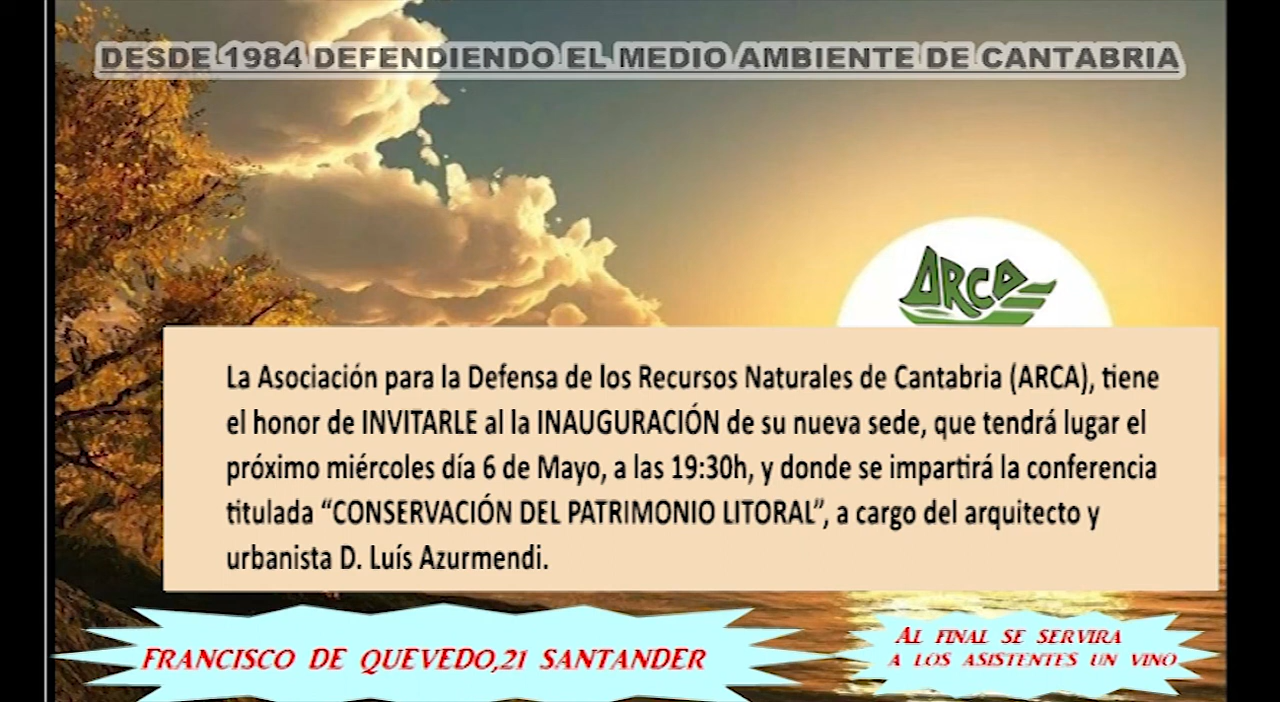 DESDE 1984 DEFENDIENDO EL MEDIO AMBIENTE DE CANTABRIA
ARCA
La Asociación para la Defensa de los Recursos Naturales de Cantabria (ARCA), tiene
el honor de INVITARLE al la INAUGURACIÓN de su nueva sede, que tendrá lugar el
próximo miércoles día 6 de Mayo, a las 19:30h, y donde se impartirá la conferencia
titulada “CONSERVACIÓN DEL PATRIMONIO LITORAL”, a cargo del arquitecto y
urbanista D. Luís Azurmendi.
FRANCISCO DE QUEVEDO,21 SANTANDER
AL FINAL SE SERVIRA
A LOS ASISTENTES UN VINO